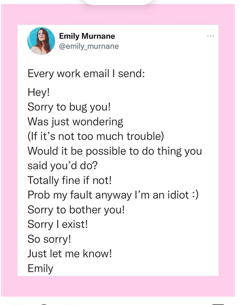 Emily Murnane
@emily_murnane
Every work email I send:
Hey!
Sorry to bug you!
Was just wondering
(If it's not too much trouble)
Would it be possible to do thing you
said you'd do?
Totally fine if not!
Prob my fault anyway I'm an idiot :)
Sorry to bother you!
Sorry I exist!
So sorry!
Just let me know!
Emily